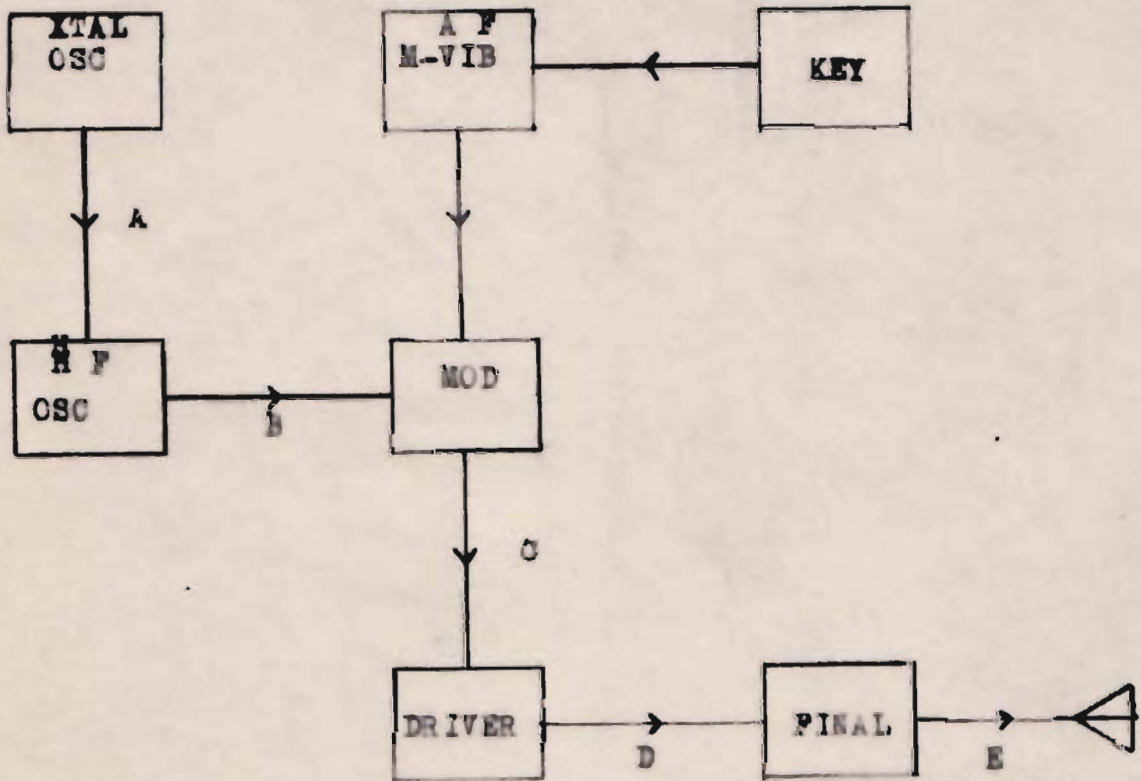 XTAL
OSC
A F
M-VIB
KEY
A
M F
OSC
B
MOD
C
DRIVER
D
FINAL
E